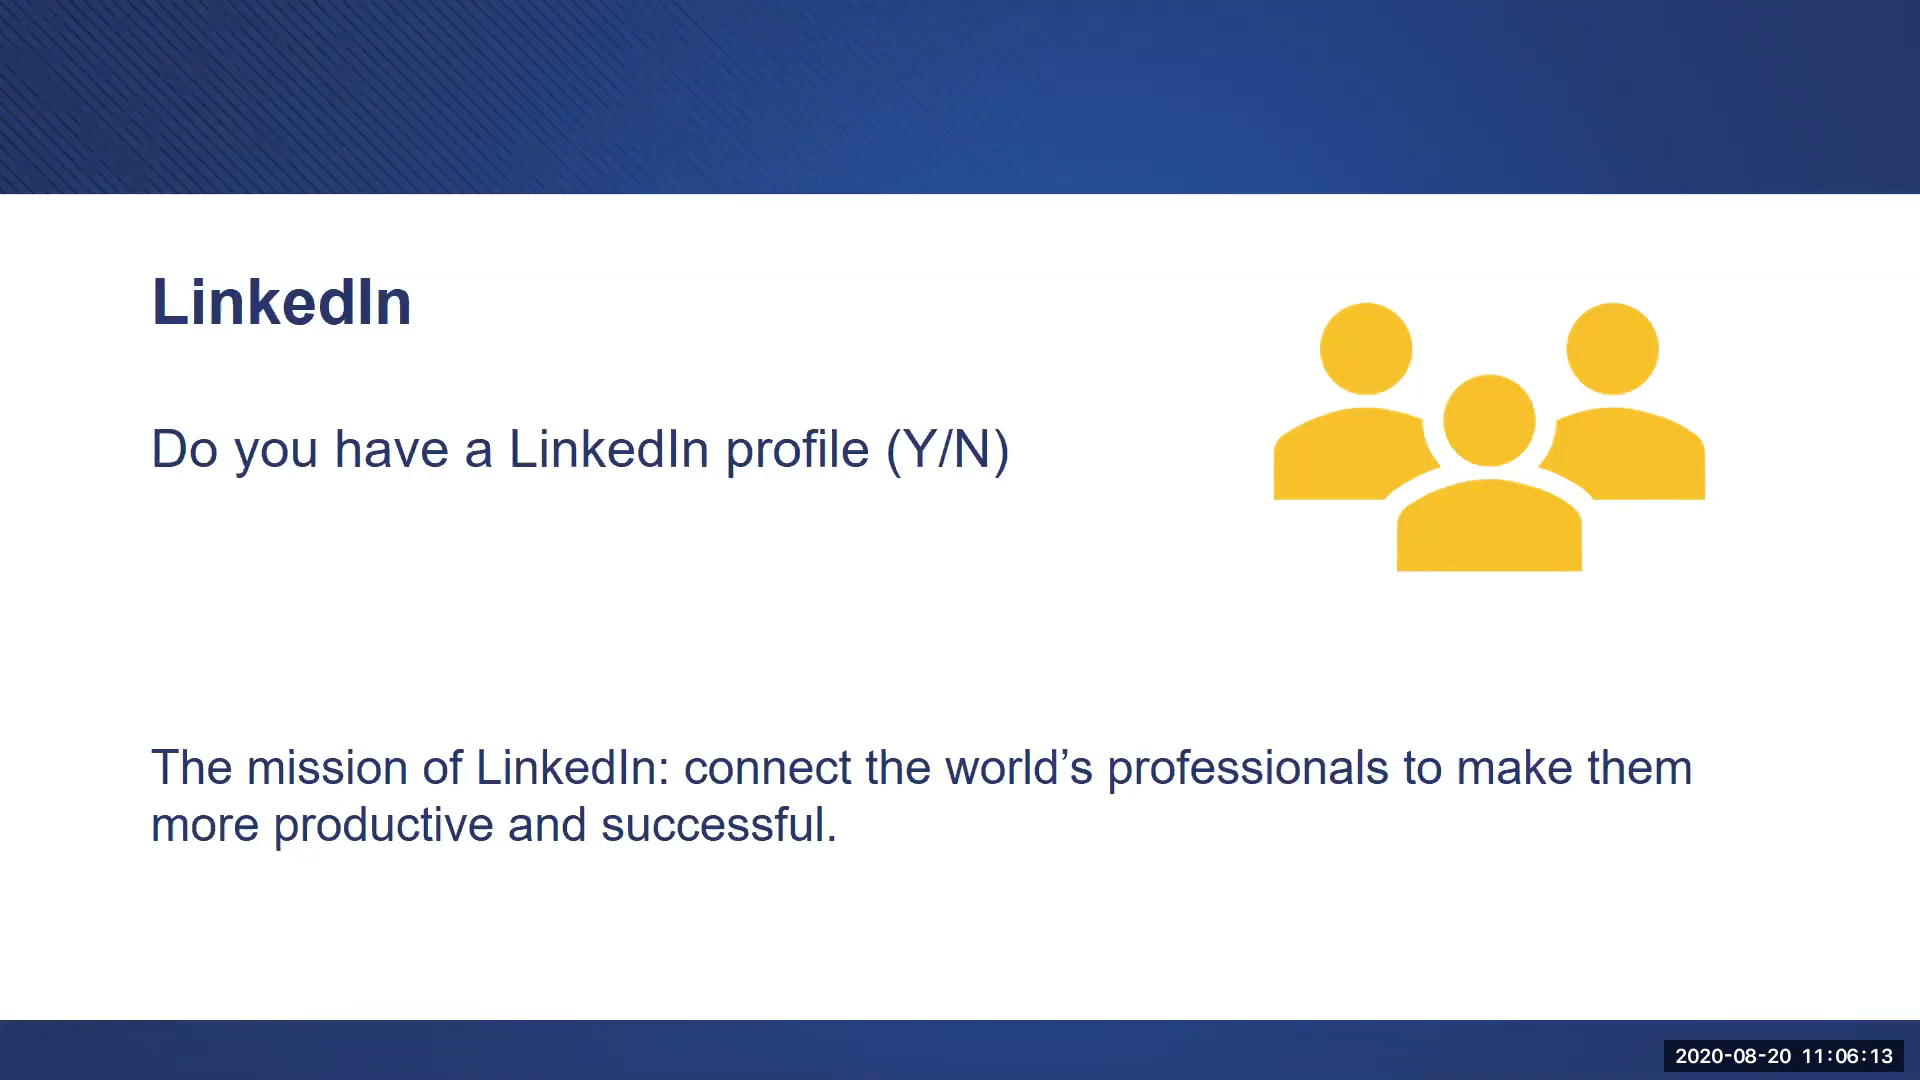 LinkedIn
Do you have a LinkedIn profile (Y/N)
The mission of LinkedIn: connect the world’s professionals to make them
more productive and successful.
2020-08-20 11:06:13